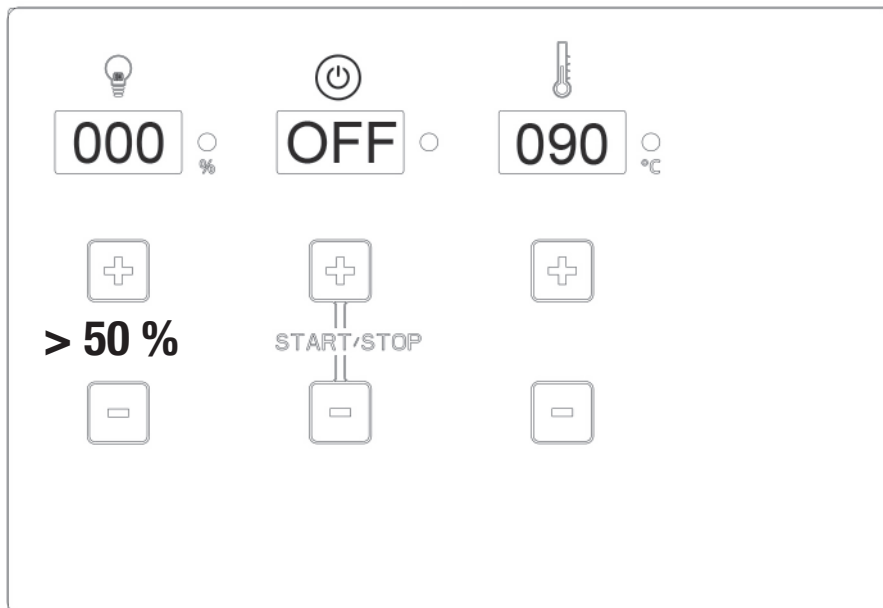 000 % OFF 090 °C
+ + +
> 50 % START/STOP
- - -